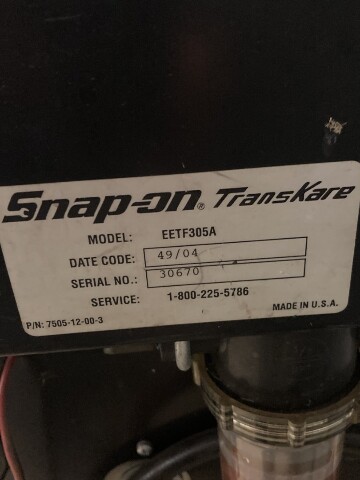 Snap-on® TransKare
MODEL: EETF305A
DATE CODE: 49/04
SERIAL NO.: 30670
SERVICE: 1-800-225-5786
P/N: 7505-12-00-3 MADE IN U.S.A.